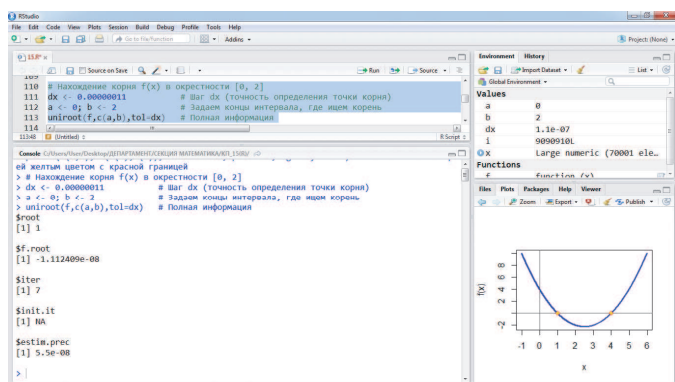 RStudio
File Edit Code View Plots Session Build Debug Profile Tools Help
Go to file/function Addins Project: (None)
15.R*
Source on Save Run Source
109
110 # Нахождение корня f(x) в окрестности [0, 2]
111 dx <- 0.00000011 # Шаг dx (точность определения точки корня)
112 a <- 0; b <- 2 # Задаем концы интервала, где ищем корень
113 uniroot(f,c(a,b),tol=dx) # Полная информация
114
113:48 (Untitled) R Script
Console
ей желтым цветом с красной границей
> # Нахождение корня f(x) в окрестности [0, 2]
> dx <- 0.00000011 # Шаг dx (точность определения точки корня)
> a <- 0; b <- 2 # Задаем концы интервала, где ищем корень
> uniroot(f,c(a,b),tol=dx) # Полная информация
$root
[1] 1
$f.root
[1] -1.112409e-08
$iter
[1] 7
$init.it
[1] NA
$estim.prec
[1] 5.5e-08
>
Environment History
Import Dataset List
Global Environment
Values
a 0
b 2
dx 1.1e-07
i 9090910L
x Large numeric (70001 ele…
Functions
f function (x)
Files Plots Packages Help Viewer
Zoom Export Publish
f(x)
8
6
4
2
-2
-1 0 1 2 3 4 5 6
x